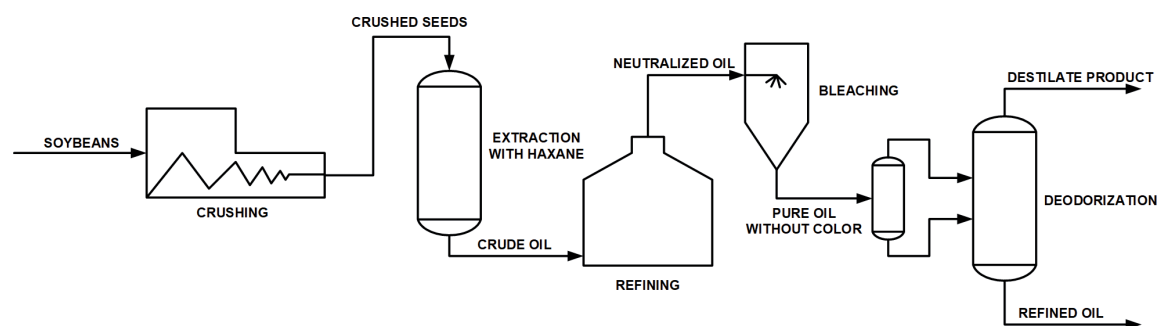 SOYBEANS
CRUSHING
CRUSHED SEEDS
EXTRACTION
WITH HAXANE
CRUDE OIL
REFINING
NEUTRALIZED OIL
BLEACHING
PURE OIL
WITHOUT COLOR
DESTILATE PRODUCT
DEODORIZATION
REFINED OIL